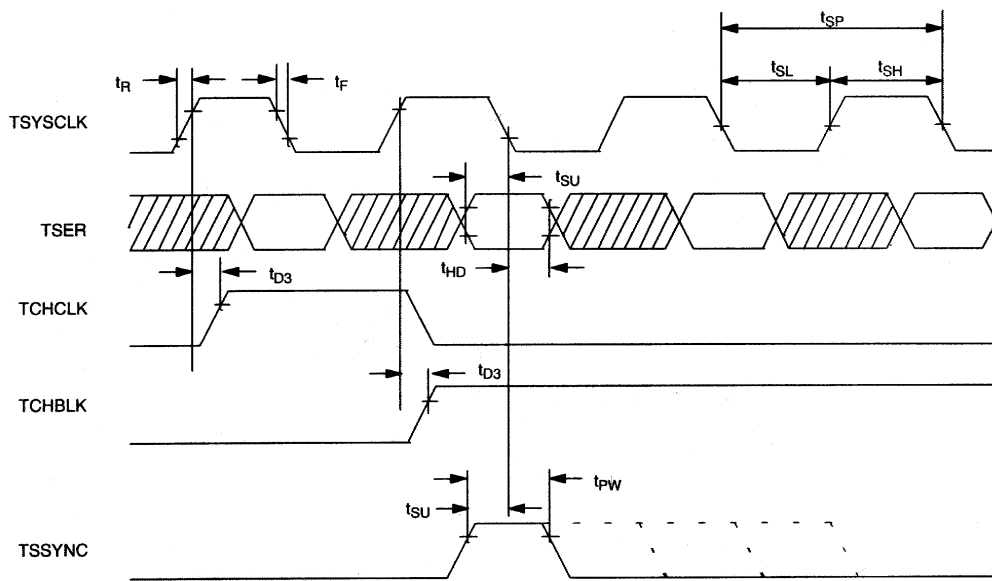 tSP
tR
tF
tSL
tSH
TSYSCLK
tSU
TSER
tHD
tD3
TCHCLK
tD3
TCHBLK
tPW
tSU
TSSYNC